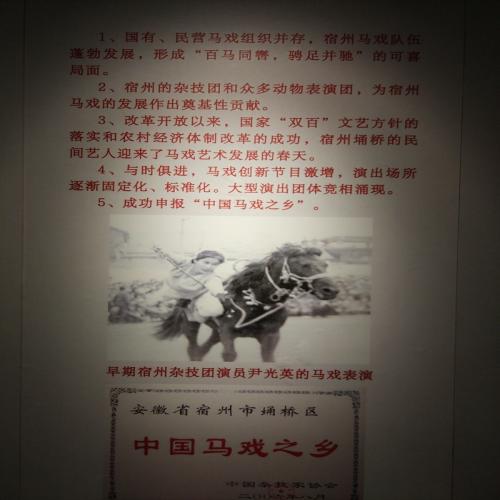 1、国有、民营马戏组织并存，宿州马戏队伍
蓬勃发展，形成“百马同辔，骋足并驰”的可喜
局面。
2、宿州的杂技团和众多动物表演团，为宿州
马戏的发展作出奠基性贡献。
3、改革开放以来，国家“双百”文艺方针的
落实和农村经济体制改革的成功，宿州埇桥的民
间艺人迎来了马戏艺术发展的春天。
4、与时俱进，马戏创新节目激增，演出场所
逐渐固定化、标准化。大型演出团体竞相涌现。
5、成功申报“中国马戏之乡”。
早期宿州杂技团演员尹光英的马戏表演
安徽省宿州市埇桥区
中国马戏之乡
中国杂技家协会